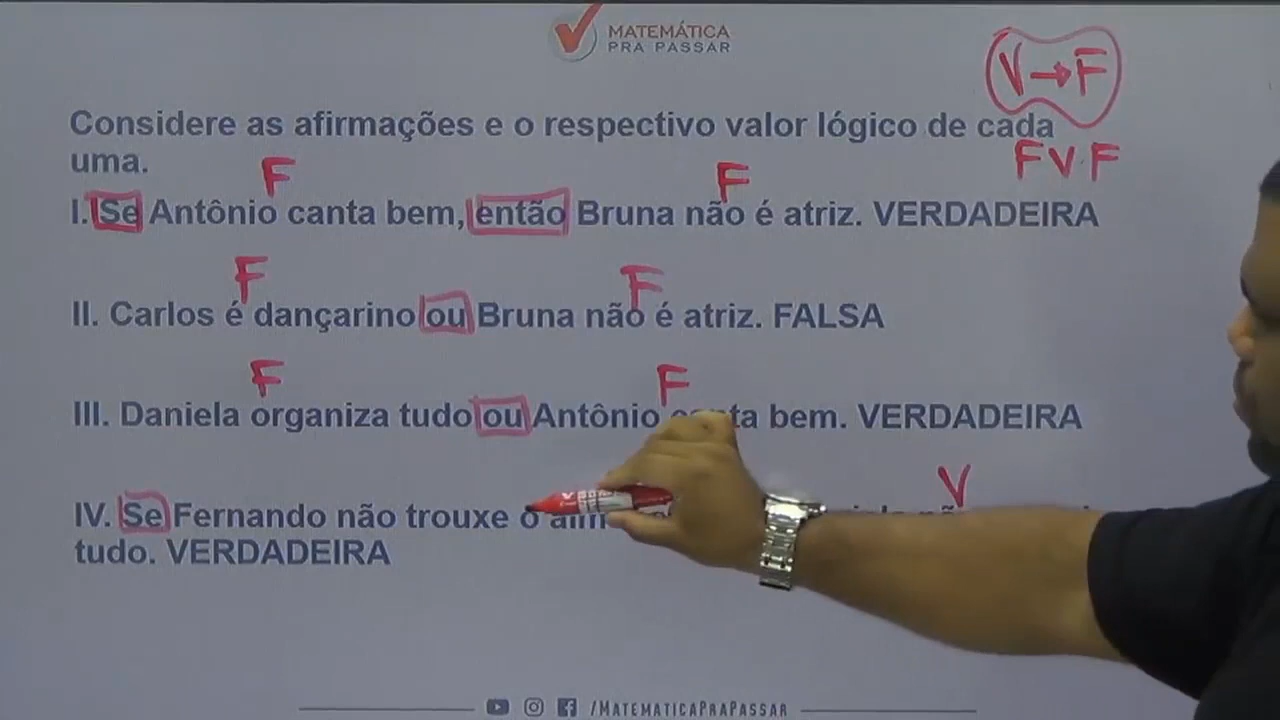 MATEMÁTICA
PRA PASSAR
V→F
Considere as afirmações e o respectivo valor lógico de cada
uma.
F V F
F F
I. Se Antônio canta bem, então Bruna não é atriz. VERDADEIRA
F F
II. Carlos é dançarino ou Bruna não é atriz. FALSA
F F
III. Daniela organiza tudo ou Antônio canta bem. VERDADEIRA
V
IV. Se Fernando não trouxe o
tudo. VERDADEIRA
/MATEMATICAPRAPASSAR